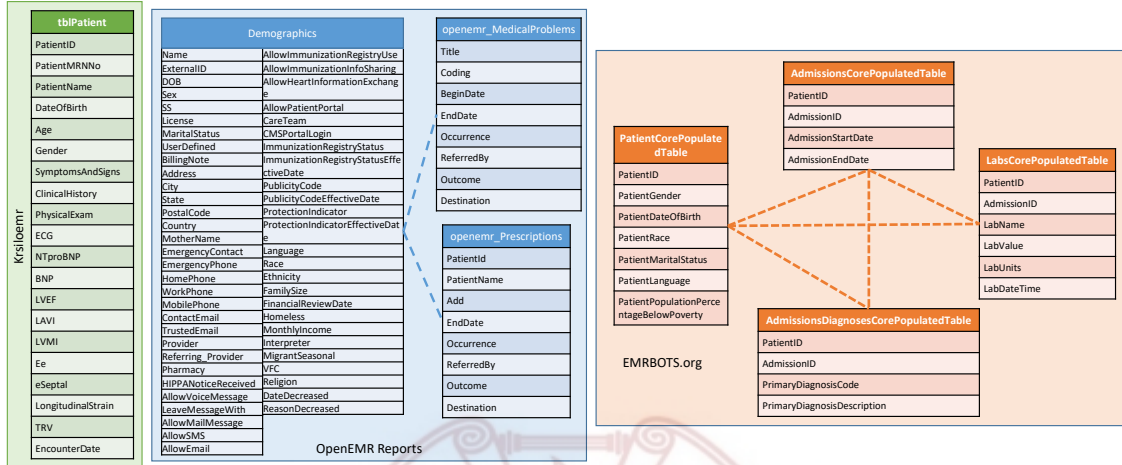 Krsiloemr
tblPatient
PatientID
PatientMRNNo
PatientName
DateOfBirth
Age
Gender
SymptomsAndSigns
ClinicalHistory
PhysicalExam
ECG
NTproBNP
BNP
LVEF
LAVI
LVMI
Ee
eSeptal
LongitudinalStrain
TRV
EncounterDate
Demographics
Name
ExternalID
DOB
Sex
SS
License
MaritalStatus
UserDefined
BillingNote
Address
City
State
PostalCode
Country
MotherName
EmergencyContact
EmergencyPhone
HomePhone
WorkPhone
MobilePhone
ContactEmail
TrustedEmail
Provider
Referring_Provider
Pharmacy
HIPPANoticeReceived
AllowVoiceMessage
LeaveMessageWith
AllowMailMessage
AllowSMS
AllowEmail
AllowImmunizationRegistryUse
AllowImmunizationInfoSharing
AllowHeartInformationExchang
e
AllowPatientPortal
CareTeam
CMSPortalLogin
ImmunizationRegistryStatus
ImmunizationRegistryStatusEffe
ctiveDate
PublicityCode
PublicityCodeEffectiveDate
ProtectionIndicator
ProtectionIndicatorEffectiveDat
e
Language
Race
Ethnicity
FamilySize
FinancialReviewDate
Homeless
MonthlyIncome
Interpreter
MigrantSeasonal
VFC
Religion
DateDecreased
ReasonDecreased
openemr_MedicalProblems
Title
Coding
BeginDate
EndDate
Occurrence
ReferredBy
Outcome
Destination
openemr_Prescriptions
PatientId
PatientName
Add
EndDate
Occurrence
ReferredBy
Outcome
Destination
OpenEMR Reports
PatientCorePopulate
dTable
PatientID
PatientGender
PatientDateOfBirth
PatientRace
PatientMaritalStatus
PatientLanguage
PatientPopulationPerce
ntageBelowPoverty
AdmissionsCorePopulatedTable
PatientID
AdmissionID
AdmissionStartDate
AdmissionEndDate
LabsCorePopulatedTable
PatientID
AdmissionID
LabName
LabValue
LabUnits
LabDateTime
AdmissionsDiagnosesCorePopulatedTable
PatientID
AdmissionID
PrimaryDiagnosisCode
PrimaryDiagnosisDescription
EMRBOTS.org